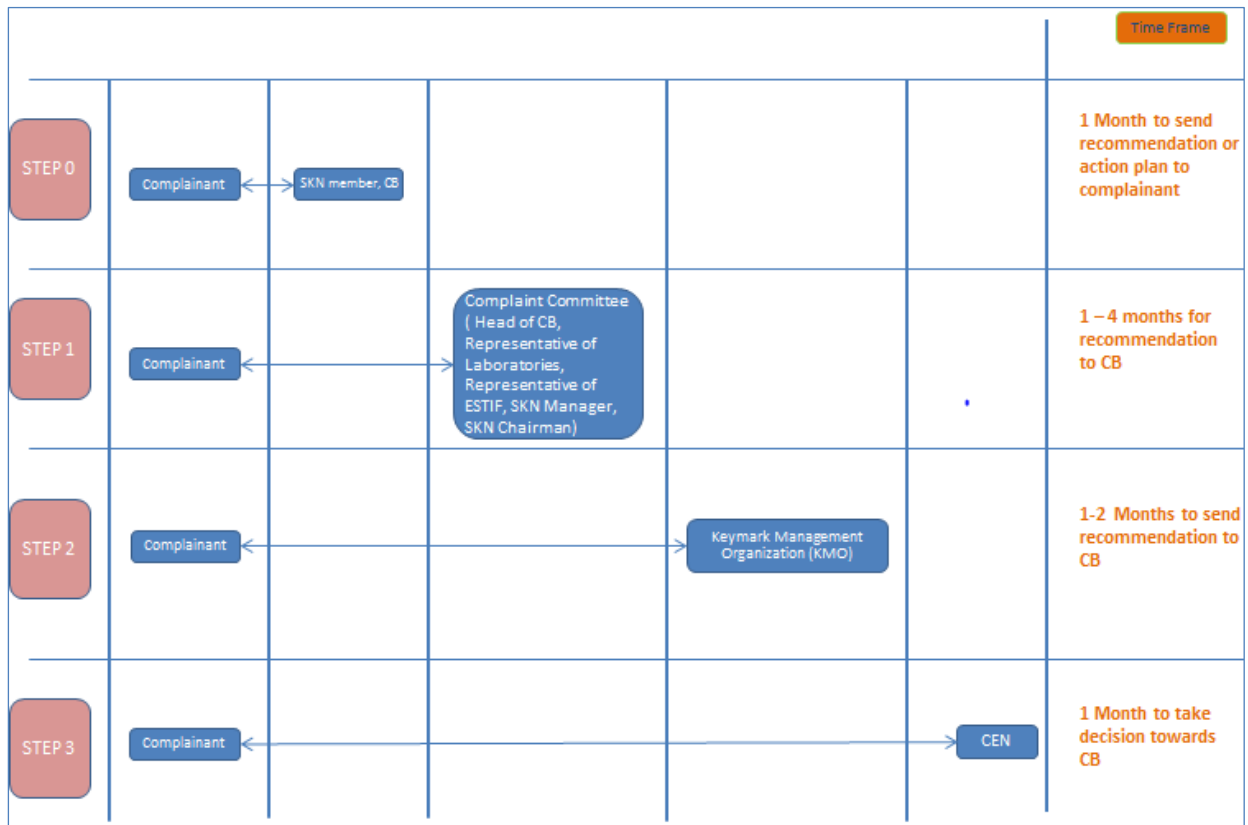 Time Frame
STEP 0
Complainant
SKN member, CB
1 Month to send
recommendation or
action plan to
complainant
STEP 1
Complainant
Complaint Committee
( Head of CB,
Representative of
Laboratories,
Representative of
ESTIF, SKN Manager,
SKN Chairman)
1 – 4 months for
recommendation
to CB
STEP 2
Complainant
Keymark Management
Organization (KMO)
1-2 Months to send
recommendation to
CB
STEP 3
Complainant
CEN
1 Month to take
decision towards
CB